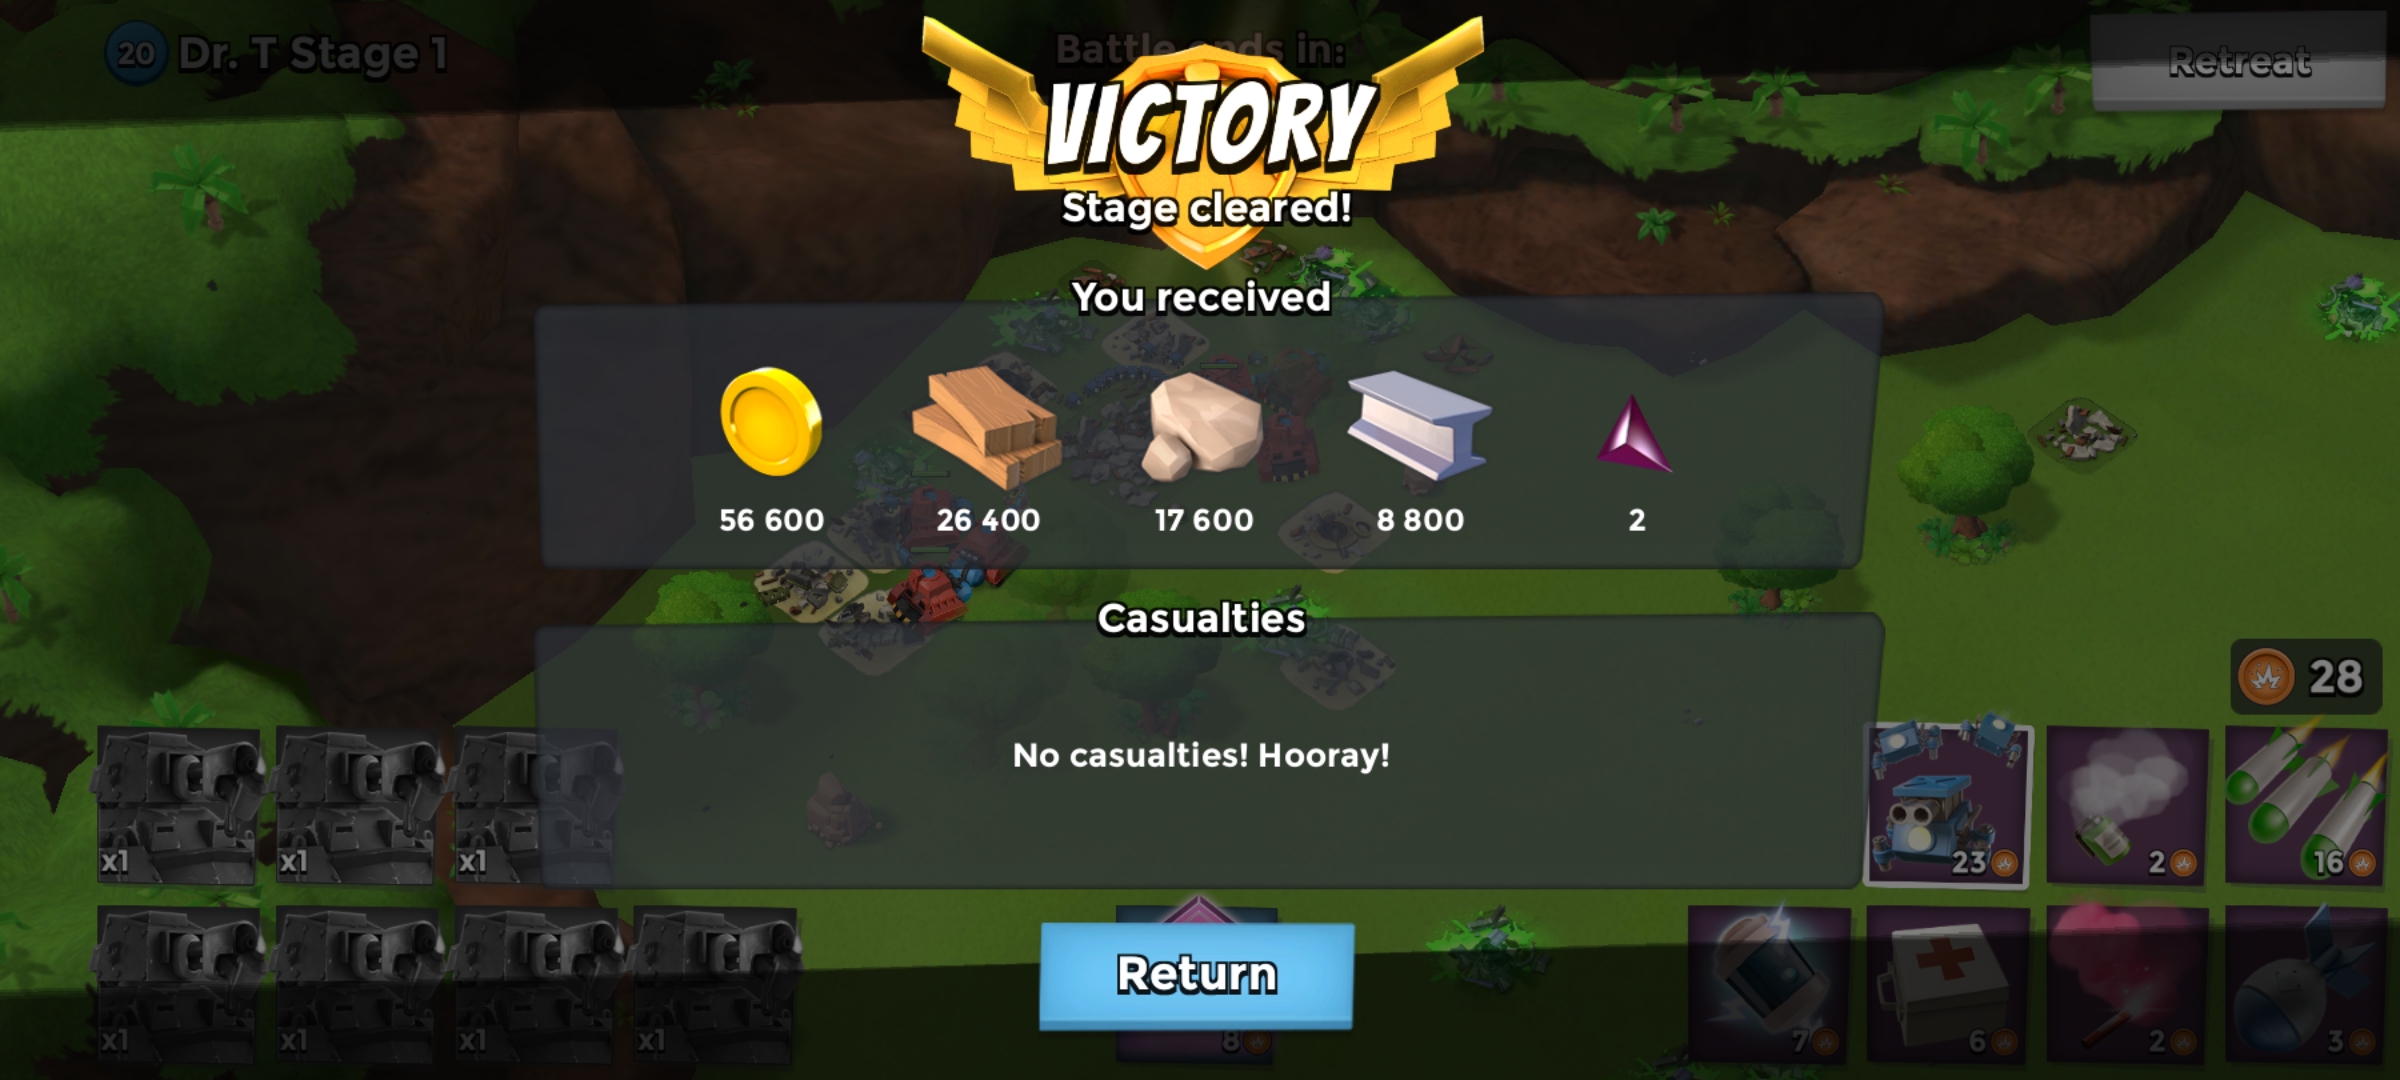 20 Dr. T Stage 1
Battle ends in:
Retreat
VICTORY
Stage cleared!
You received
56 600 26 400 17 600 8 800 2
Casualties
No casualties! Hooray!
28
x1 x1 x1
23 2 16
Return
x1 x1 x1 x1
8
7 6 2 3